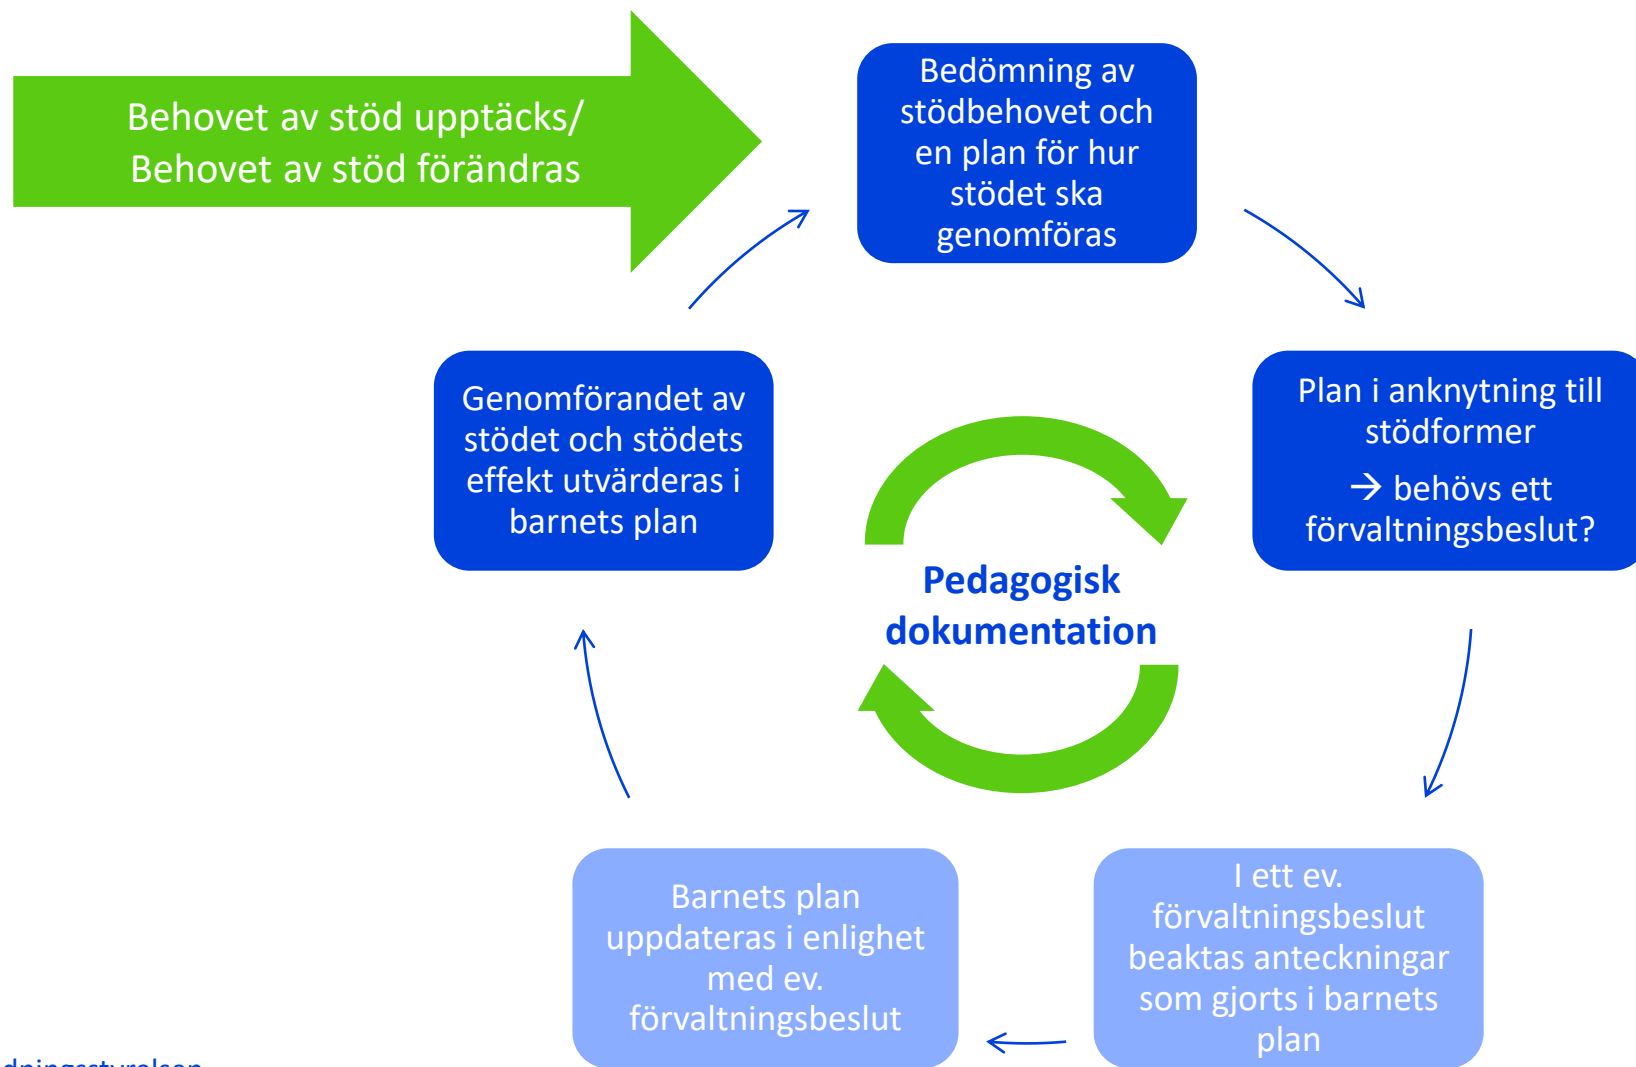 Behovet av stöd upptäcks/
Behovet av stöd förändras
Bedömning av
stödbehovet och
en plan för hur
stödet ska
genomföras
Plan i anknytning till
stödformer
→ behövs ett
förvaltningsbeslut?
I ett ev.
förvaltningsbeslut
beaktas anteckningar
som gjorts i barnets
plan
Barnets plan
uppdateras i enlighet
med ev.
förvaltningsbeslut
Genomförandet av
stödet och stödets
effekt utvärderas i
barnets plan
Pedagogisk
dokumentation